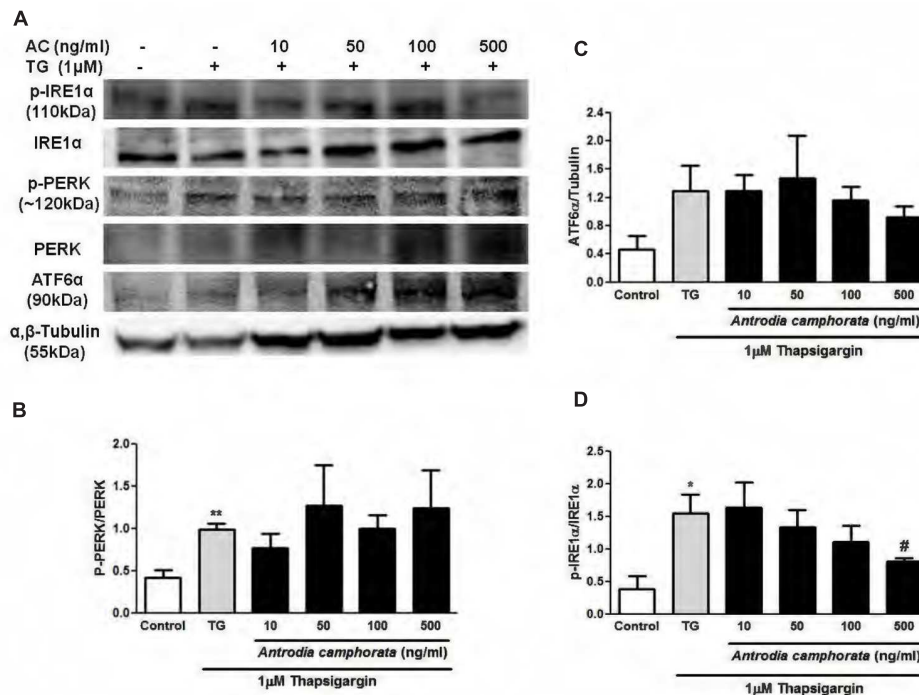 A
AC (ng/ml) - - 10 50 100 500
TG (1µM) - + + + + +
p-IRE1α
(110kDa)
IRE1α
p-PERK
(~120kDa)
PERK
ATF6α
(90kDa)
α,β-Tubulin
(55kDa)
B
P-PERK/PERK
2.0
1.5
1.0
0.5
0.0
**
Control TG 10 50 100 500
Antrodia camphorata (ng/ml)
1µM Thapsigargin
C
ATF6α/Tubulin
2.4
2.0
1.6
1.2
0.8
0.4
0.0
Control TG 10 50 100 500
Antrodia camphorata (ng/ml)
1µM Thapsigargin
D
p-IRE1α/IRE1α
2.5
2.0
1.5
1.0
0.5
0.0
*
#
Control TG 10 50 100 500
Antrodia camphorata (ng/ml)
1µM Thapsigargin